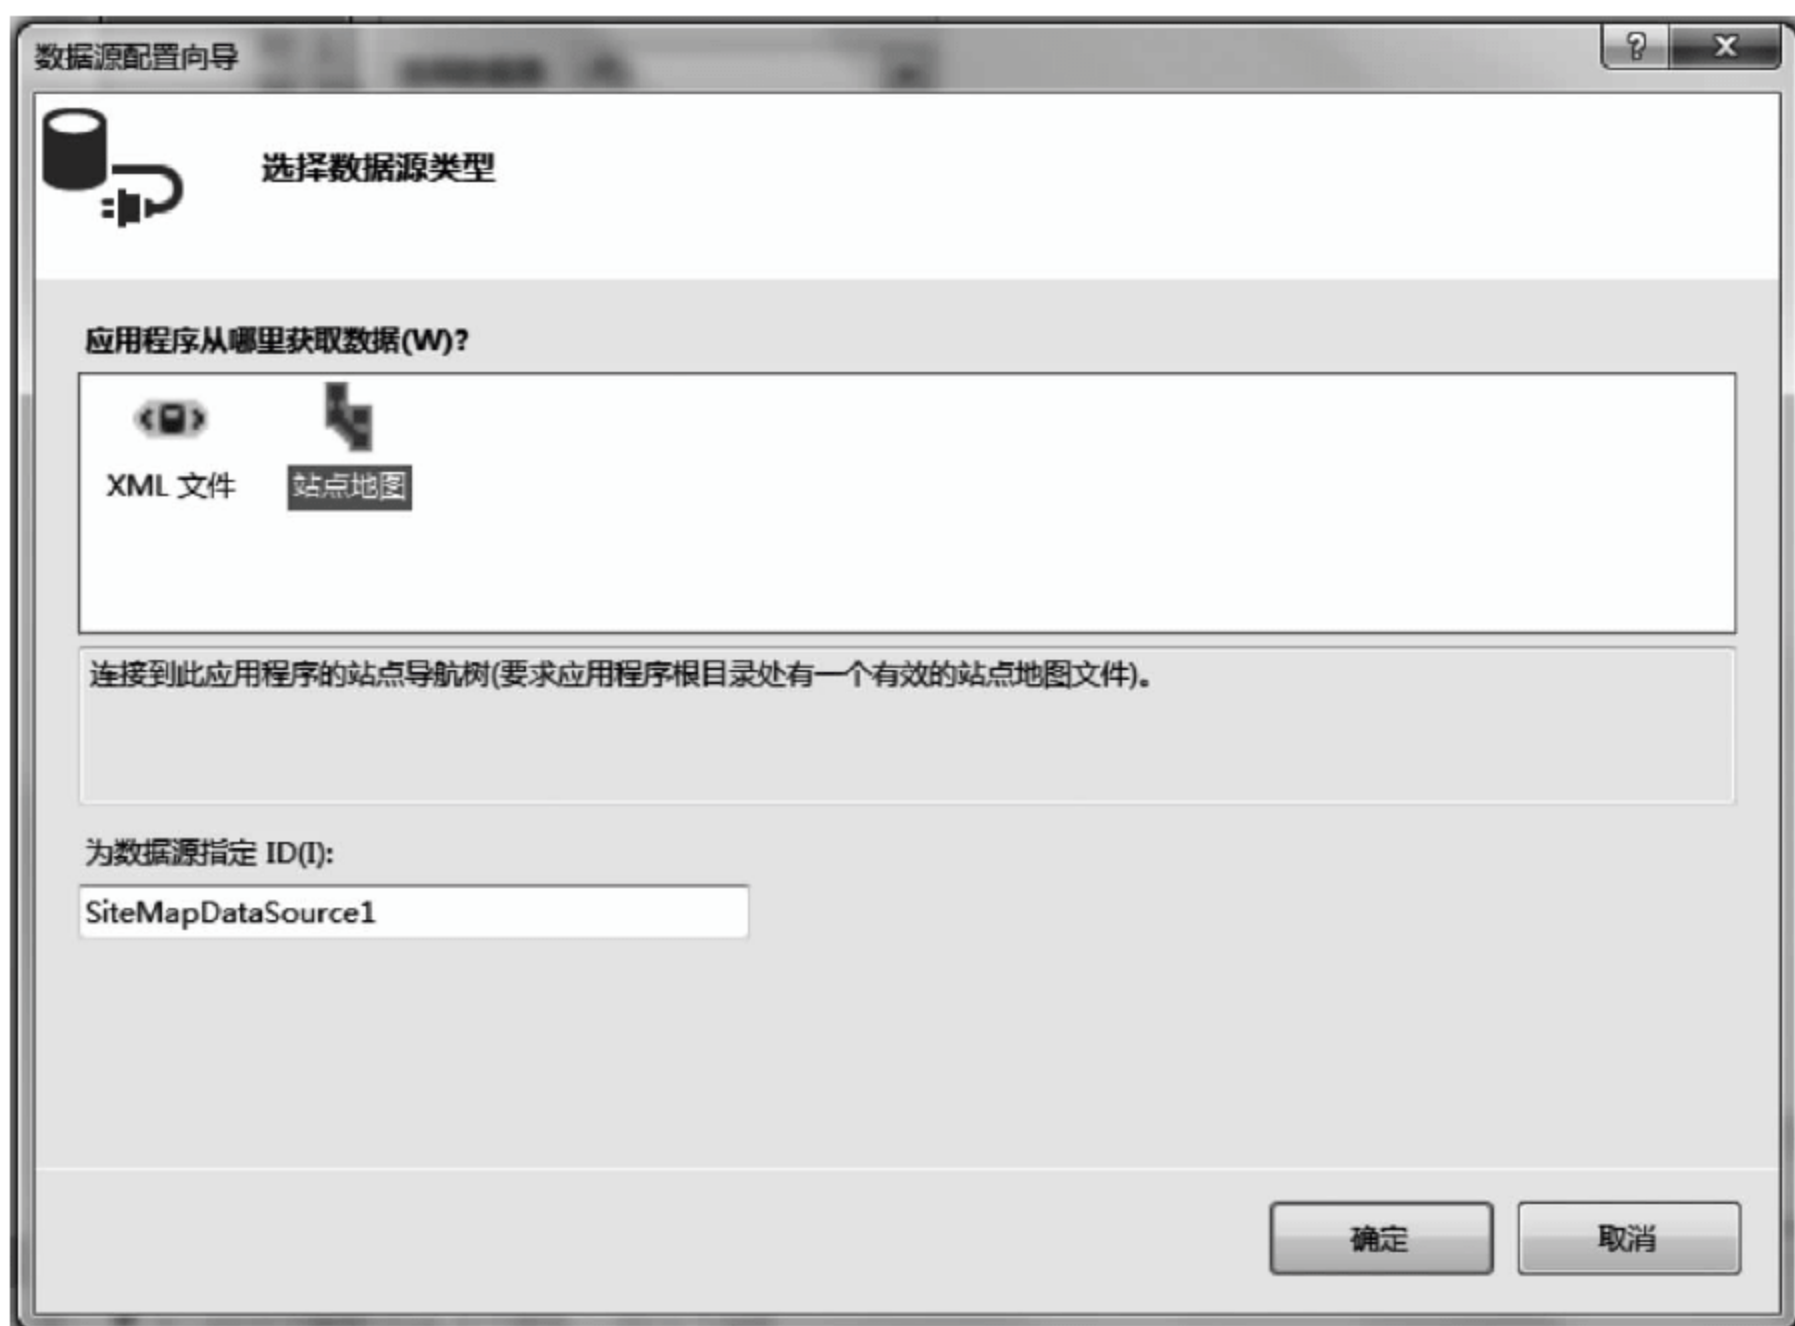 数据源配置向导
选择数据源类型
应用程序从哪里获取数据(W)?
XML 文件
站点地图
连接到此应用程序的站点导航树(要求应用程序根目录处有一个有效的站点地图文件)。
为数据源指定 ID(I):
SiteMapDataSource1
确定
取消